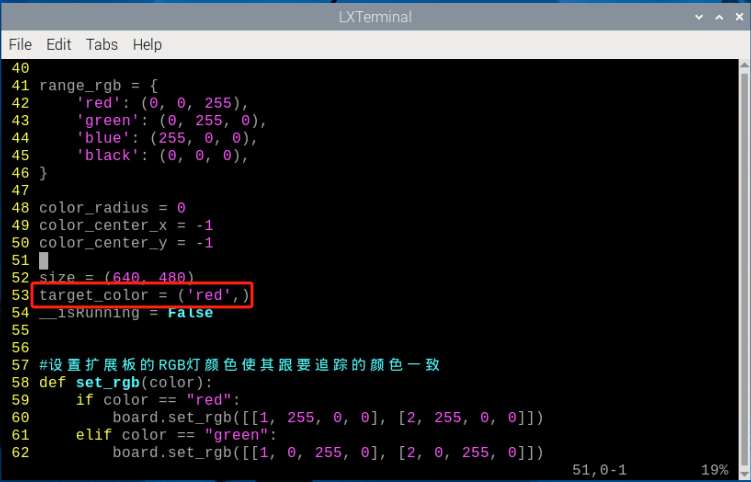 LXTerminal
File Edit Tabs Help
40
41 range_rgb = {
42     'red': (0, 0, 255),
43     'green': (0, 255, 0),
44     'blue': (255, 0, 0),
45     'black': (0, 0, 0),
46 }
47
48 color_radius = 0
49 color_center_x = -1
50 color_center_y = -1
51
52 size = (640, 480)
53 target_color = ('red',)
54 __isRunning = False
55
56
57 #设置扩展板的RGB灯颜色使其跟要追踪的颜色一致
58 def set_rgb(color):
59     if color == "red":
60         board.set_rgb([[1, 255, 0, 0], [2, 255, 0, 0]])
61     elif color == "green":
62         board.set_rgb([[1, 0, 255, 0], [2, 0, 255, 0]])
51,0-1 19%